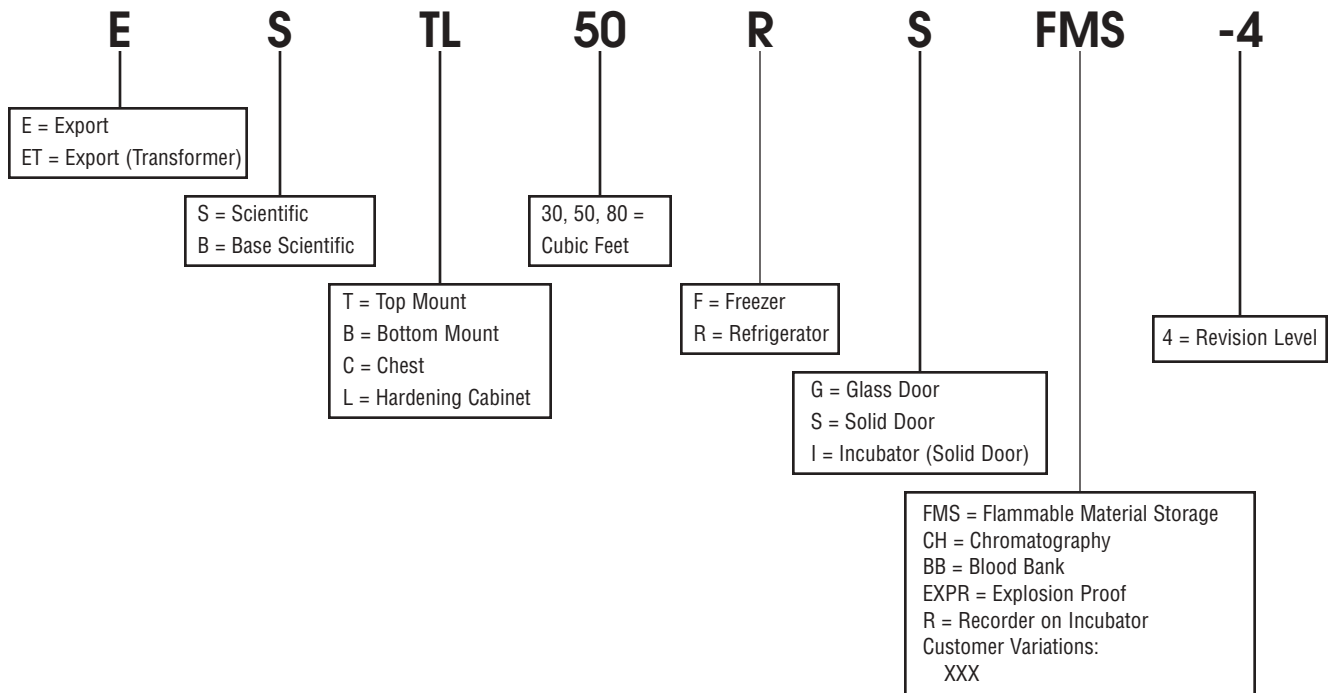 E S TL 50 R S FMS -4
E = Export
ET = Export (Transformer)
S = Scientific
B = Base Scientific
30, 50, 80 =
Cubic Feet
T = Top Mount
B = Bottom Mount
C = Chest
L = Hardening Cabinet
F = Freezer
R = Refrigerator
4 = Revision Level
G = Glass Door
S = Solid Door
I = Incubator (Solid Door)
FMS = Flammable Material Storage
CH = Chromatography
BB = Blood Bank
EXPR = Explosion Proof
R = Recorder on Incubator
Customer Variations:
XXX